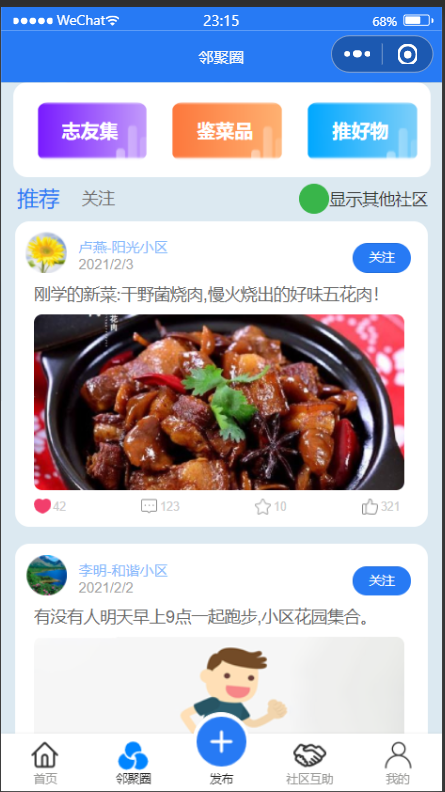 WeChat 23:15 68%
邻聚圈
志友集 鉴菜品 推好物
推荐 关注 显示其他社区
卢燕-阳光小区
2021/2/3
关注
刚学的新菜:干野菌烧肉,慢火烧出的好味五花肉!
花肉
42 123 10 321
李明-和谐小区
2021/2/2
关注
有没有人明天早上9点一起跑步,小区花园集合。
首页 邻聚圈 发布 社区互助 我的